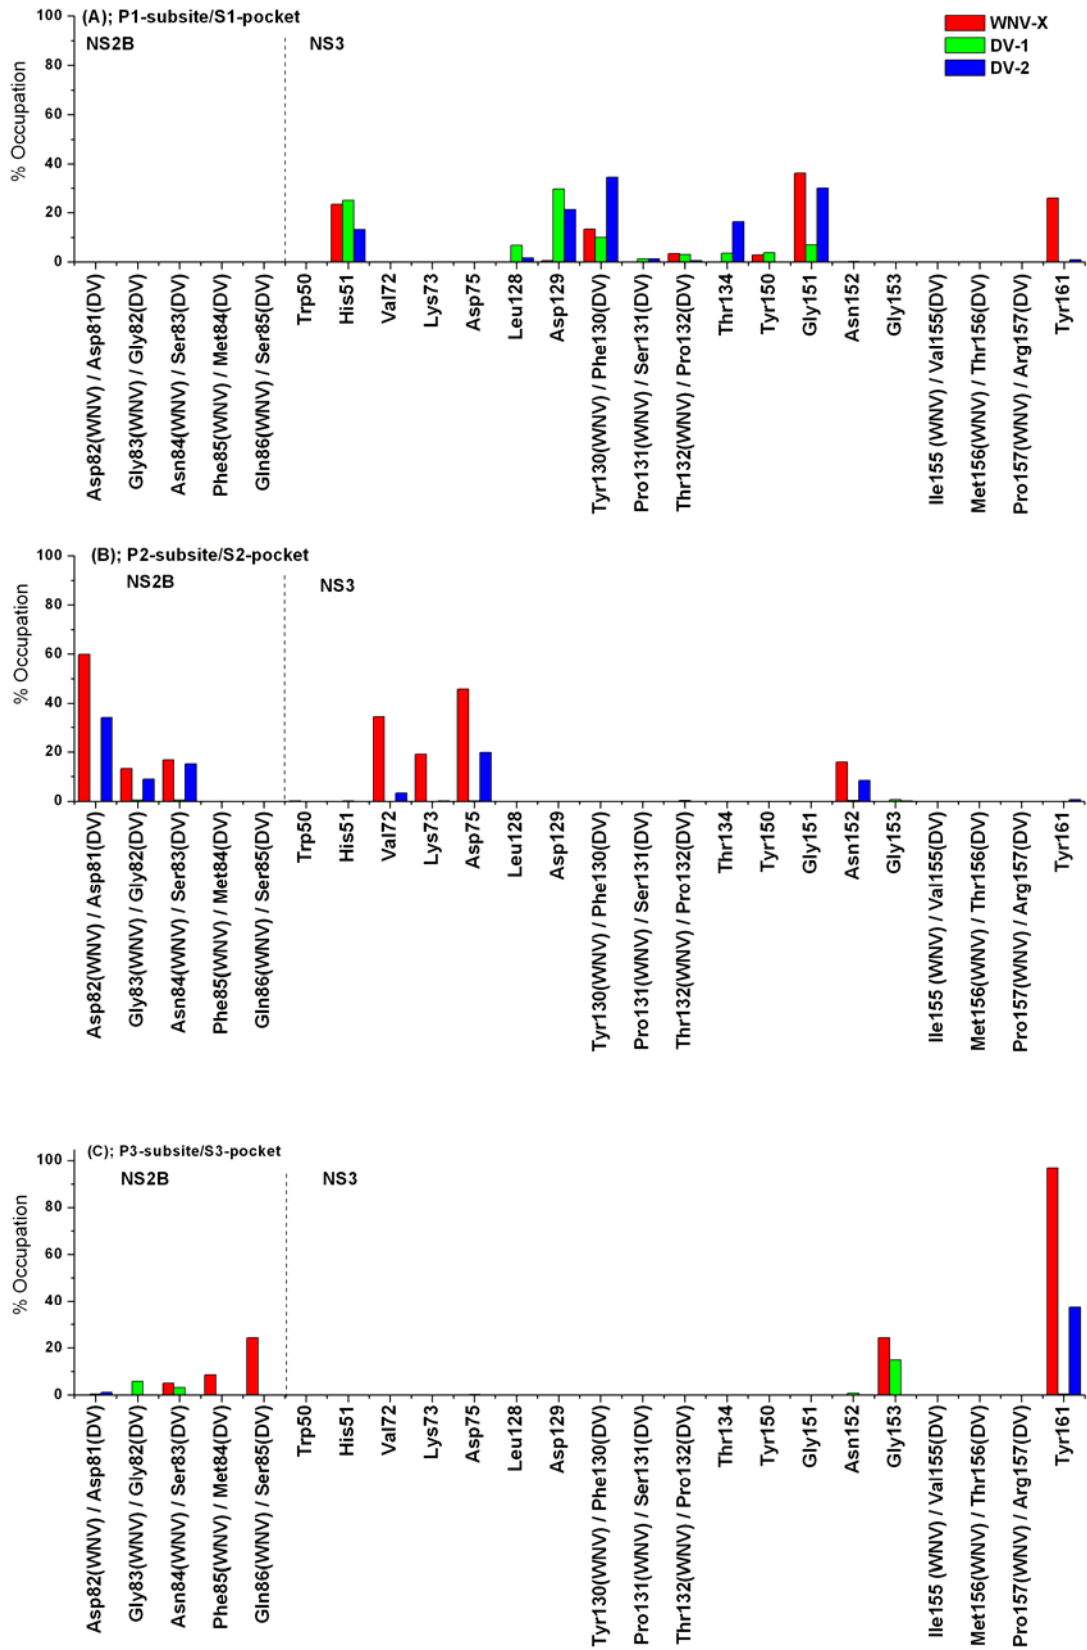 (A); P1-subsite/S1-pocket
NS2B
NS3
WNV-X
DV-1
DV-2
% Occupation
100
80
60
40
20
0
Asp82(WNV) / Asp81(DV)
Gly83(WNV) / Gly82(DV)
Asn84(WNV) / Ser83(DV)
Phe85(WNV) / Met84(DV)
Gln86(WNV) / Ser85(DV)
Trp50
His51
Val72
Lys73
Asp75
Leu128
Asp129
Tyr130(WNV) / Phe130(DV)
Pro131(WNV) / Ser131(DV)
Thr132(WNV) / Pro132(DV)
Thr134
Tyr150
Gly151
Asn152
Gly153
Ile155 (WNV) / Val155(DV)
Met156(WNV) / Thr156(DV)
Pro157(WNV) / Arg157(DV)
Tyr161
(B); P2-subsite/S2-pocket
NS2B
NS3
% Occupation
100
80
60
40
20
0
Asp82(WNV) / Asp81(DV)
Gly83(WNV) / Gly82(DV)
Asn84(WNV) / Ser83(DV)
Phe85(WNV) / Met84(DV)
Gln86(WNV) / Ser85(DV)
Trp50
His51
Val72
Lys73
Asp75
Leu128
Asp129
Tyr130(WNV) / Phe130(DV)
Pro131(WNV) / Ser131(DV)
Thr132(WNV) / Pro132(DV)
Thr134
Tyr150
Gly151
Asn152
Gly153
Ile155 (WNV) / Val155(DV)
Met156(WNV) / Thr156(DV)
Pro157(WNV) / Arg157(DV)
Tyr161
(C); P3-subsite/S3-pocket
NS2B
NS3
% Occupation
100
80
60
40
20
0
Asp82(WNV) / Asp81(DV)
Gly83(WNV) / Gly82(DV)
Asn84(WNV) / Ser83(DV)
Phe85(WNV) / Met84(DV)
Gln86(WNV) / Ser85(DV)
Trp50
His51
Val72
Lys73
Asp75
Leu128
Asp129
Tyr130(WNV) / Phe130(DV)
Pro131(WNV) / Ser131(DV)
Thr132(WNV) / Pro132(DV)
Thr134
Tyr150
Gly151
Asn152
Gly153
Ile155 (WNV) / Val155(DV)
Met156(WNV) / Thr156(DV)
Pro157(WNV) / Arg157(DV)
Tyr161